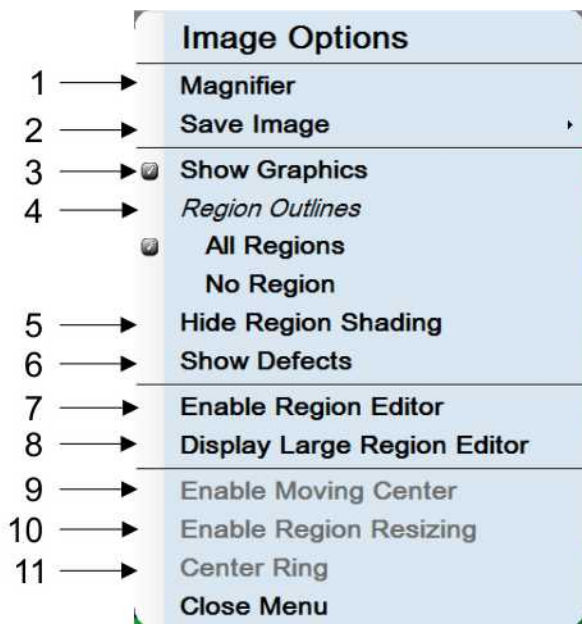 Image Options
1 Magnifier
2 Save Image
3 Show Graphics
4 Region Outlines
All Regions
No Region
5 Hide Region Shading
6 Show Defects
7 Enable Region Editor
8 Display Large Region Editor
9 Enable Moving Center
10 Enable Region Resizing
11 Center Ring
Close Menu